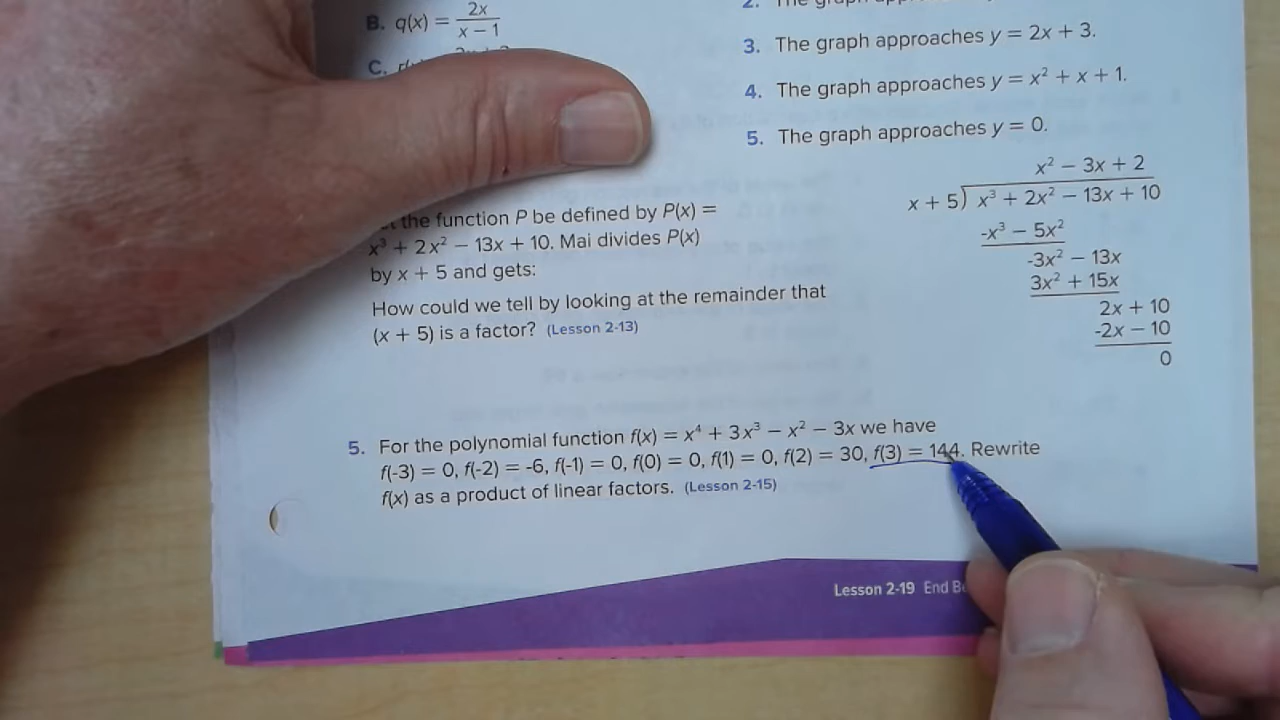 B. q(x) = 2x / x − 1
C.
2.
3. The graph approaches y = 2x + 3.
4. The graph approaches y = x² + x + 1.
5. The graph approaches y = 0.
the function P be defined by P(x) =
x³ + 2x² − 13x + 10. Mai divides P(x)
by x + 5 and gets:
How could we tell by looking at the remainder that
(x + 5) is a factor? (Lesson 2-13)
x² − 3x + 2
x + 5) x³ + 2x² − 13x + 10
-x³ − 5x²
-3x² − 13x
3x² + 15x
2x + 10
-2x − 10
0
5. For the polynomial function f(x) = x⁴ + 3x³ − x² − 3x we have
f(-3) = 0, f(-2) = -6, f(-1) = 0, f(0) = 0, f(1) = 0, f(2) = 30, f(3) = 144. Rewrite
f(x) as a product of linear factors. (Lesson 2-15)
Lesson 2-19 End